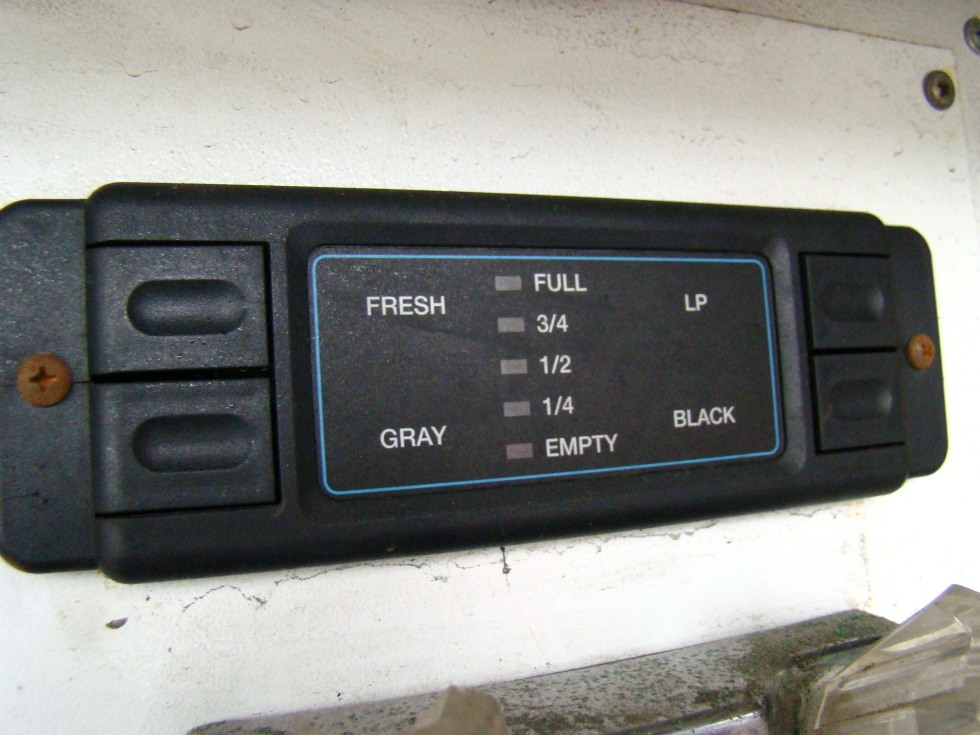 FRESH
GRAY
FULL
3/4
1/2
1/4
EMPTY
LP
BLACK